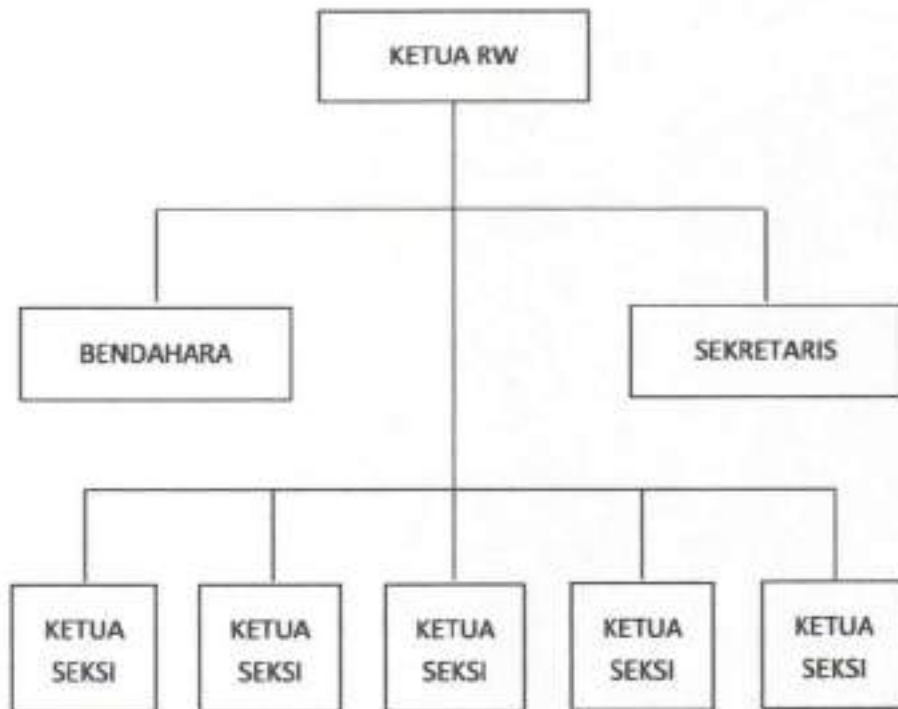 KETUA RW
BENDAHARA
SEKRETARIS
KETUA
SEKSI
KETUA
SEKSI
KETUA
SEKSI
KETUA
SEKSI
KETUA
SEKSI